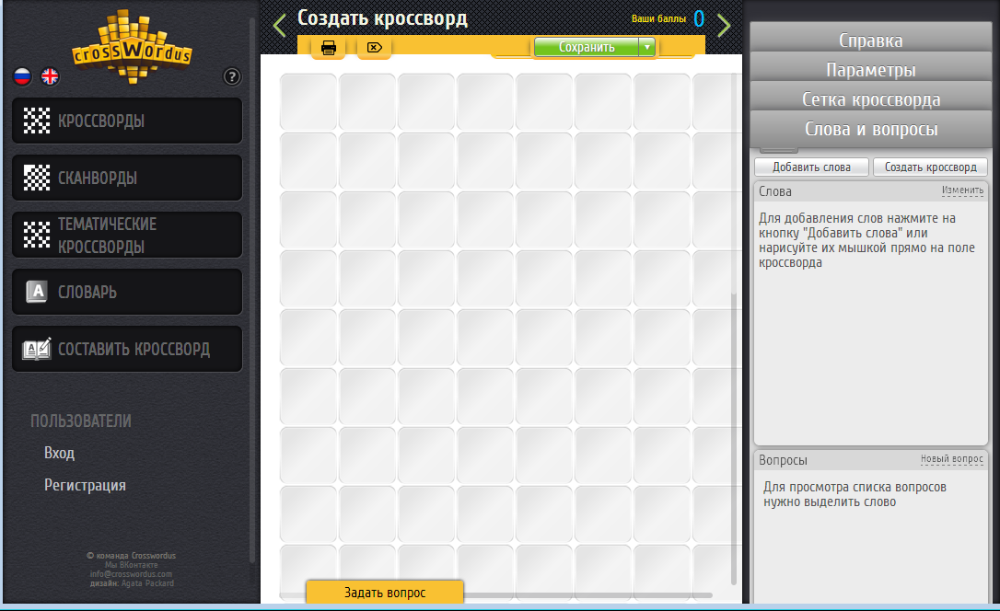 crossWordus
?
КРОССВОРДЫ
СКАНВОРДЫ
ТЕМАТИЧЕСКИЕ
КРОССВОРДЫ
A
СЛОВАРЬ
A
СОСТАВИТЬ КРОССВОРД
ПОЛЬЗОВАТЕЛИ
Вход
Регистрация
© команда Crosswordus
Мы ВКонтакте
info@crosswordus.com
дизайн: Agata Packard
Создать кроссворд
Ваши баллы 0
Сохранить
Задать вопрос
Справка
Параметры
Сетка кроссворда
Слова и вопросы
Добавить слова
Создать кроссворд
Слова
Изменить
Для добавления слов нажмите на
кнопку "Добавить слова" или
нарисуйте их мышкой прямо на поле
кроссворда
Вопросы
Новый вопрос
Для просмотра списка вопросов
нужно выделить слово